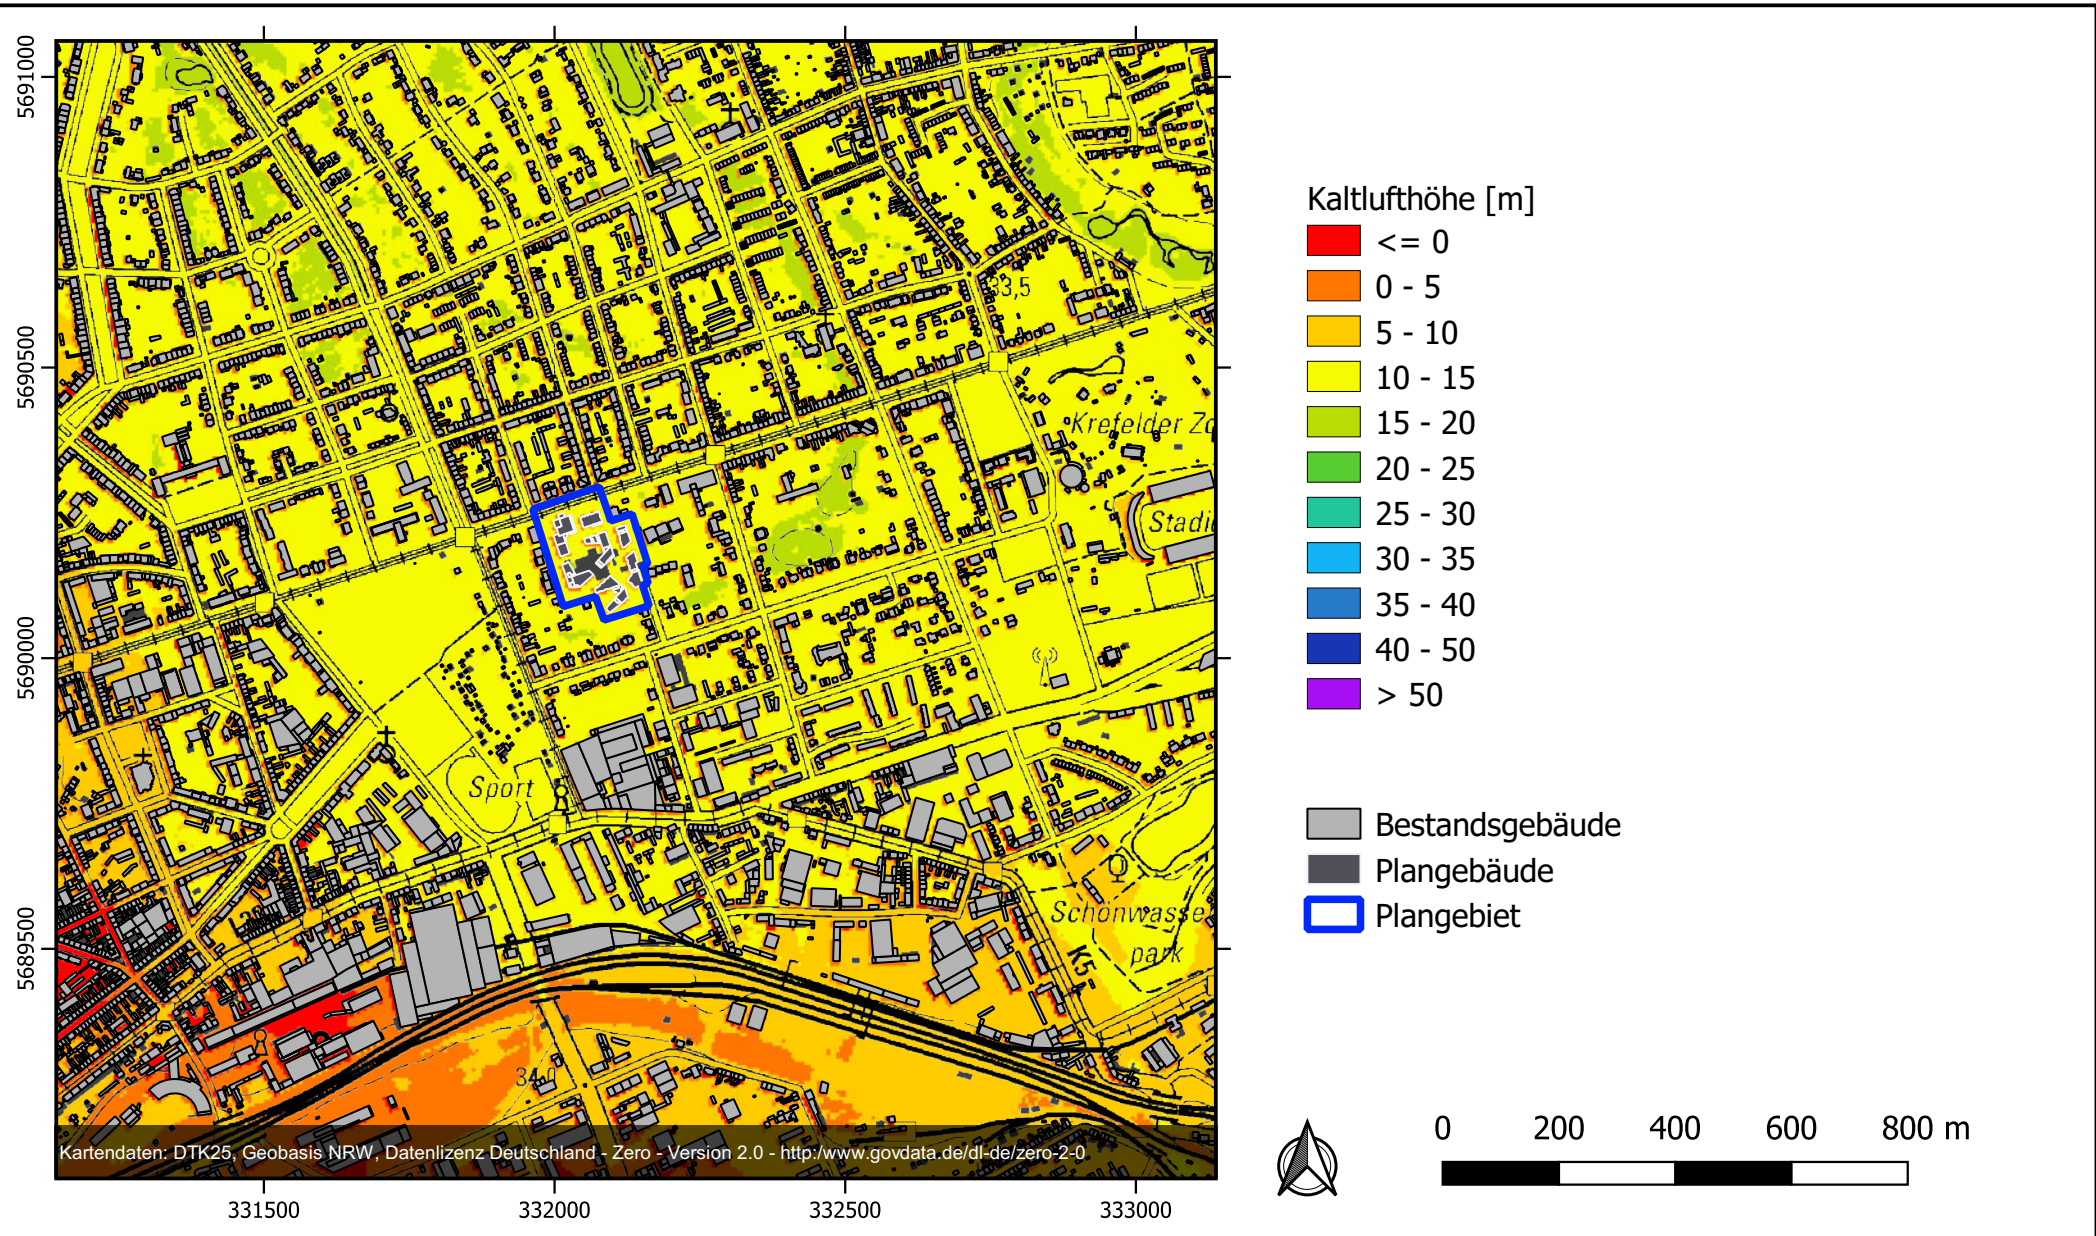 5691000
5690500
5690000
5689500
331500
332000
332500
333000
33,5
Krefelder Zo
Stadi
Sport
Schönwasse
park
K5
34,0
Kartendaten: DTK25, Geobasis NRW, Datenlizenz Deutschland - Zero - Version 2.0 - http:/www.govdata.de/dl-de/zero-2-0
Kaltlufthöhe [m]
<= 0
0 - 5
5 - 10
10 - 15
15 - 20
20 - 25
25 - 30
30 - 35
35 - 40
40 - 50
> 50
Bestandsgebäude
Plangebäude
Plangebiet
0 200 400 600 800 m